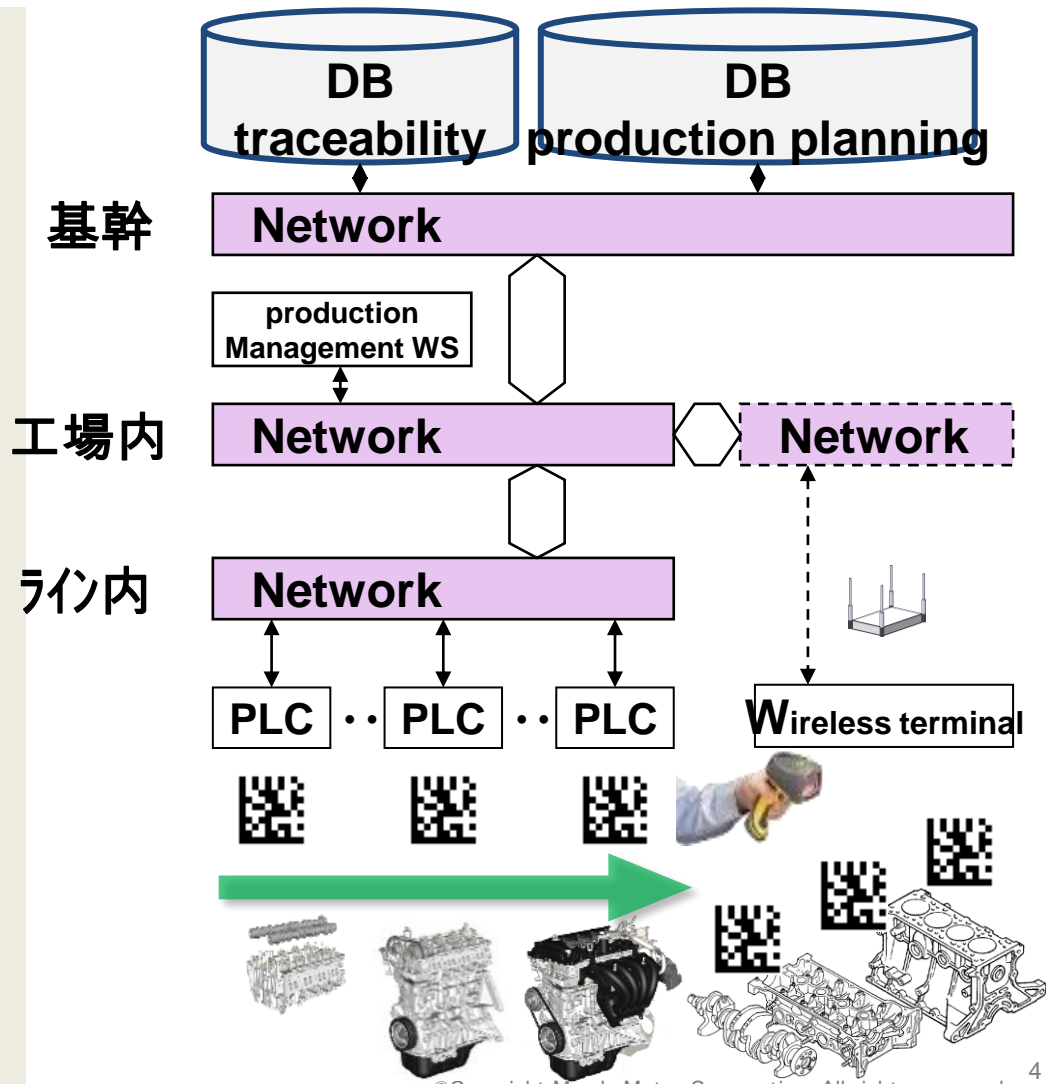 DB
traceability
DB
production planning
基幹
Network
production
Management WS
工場内
Network
Network
ライン内
Network
PLC ・・ PLC ・・ PLC
Wireless terminal
4